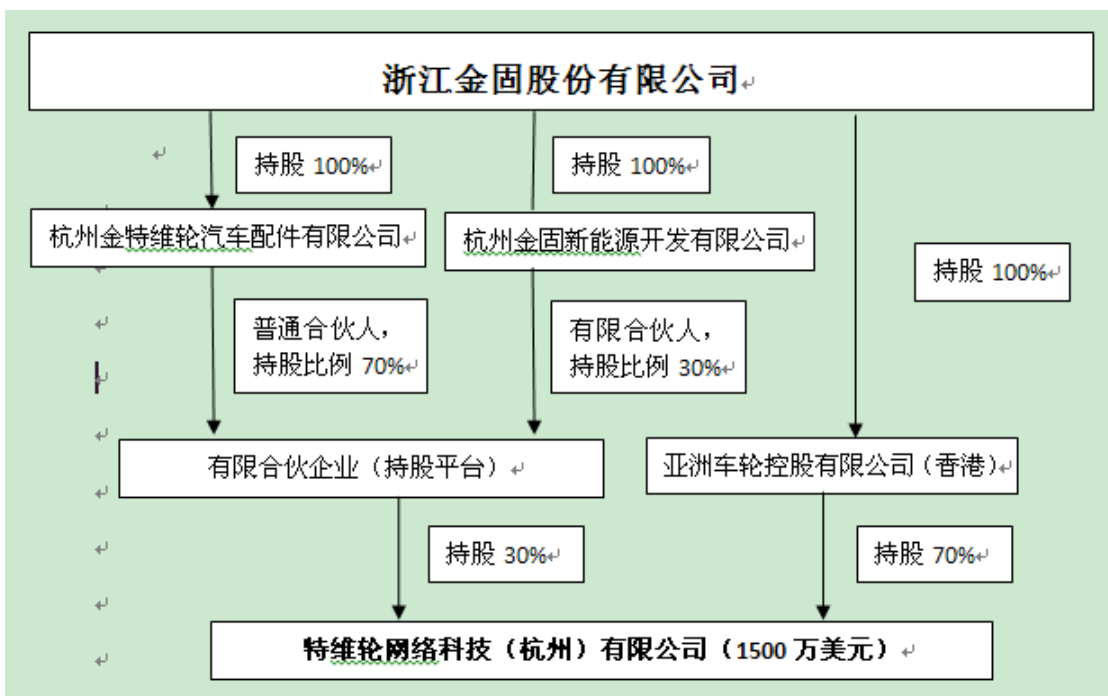 浙江金固股份有限公司
持股 100%
持股 100%
杭州金特维轮汽车配件有限公司
杭州金固新能源开发有限公司
持股 100%
普通合伙人，
持股比例 70%
有限合伙人，
持股比例 30%
有限合伙企业（持股平台）
亚洲车轮控股有限公司（香港）
持股 30%
持股 70%
特维轮网络科技（杭州）有限公司（1500 万美元）